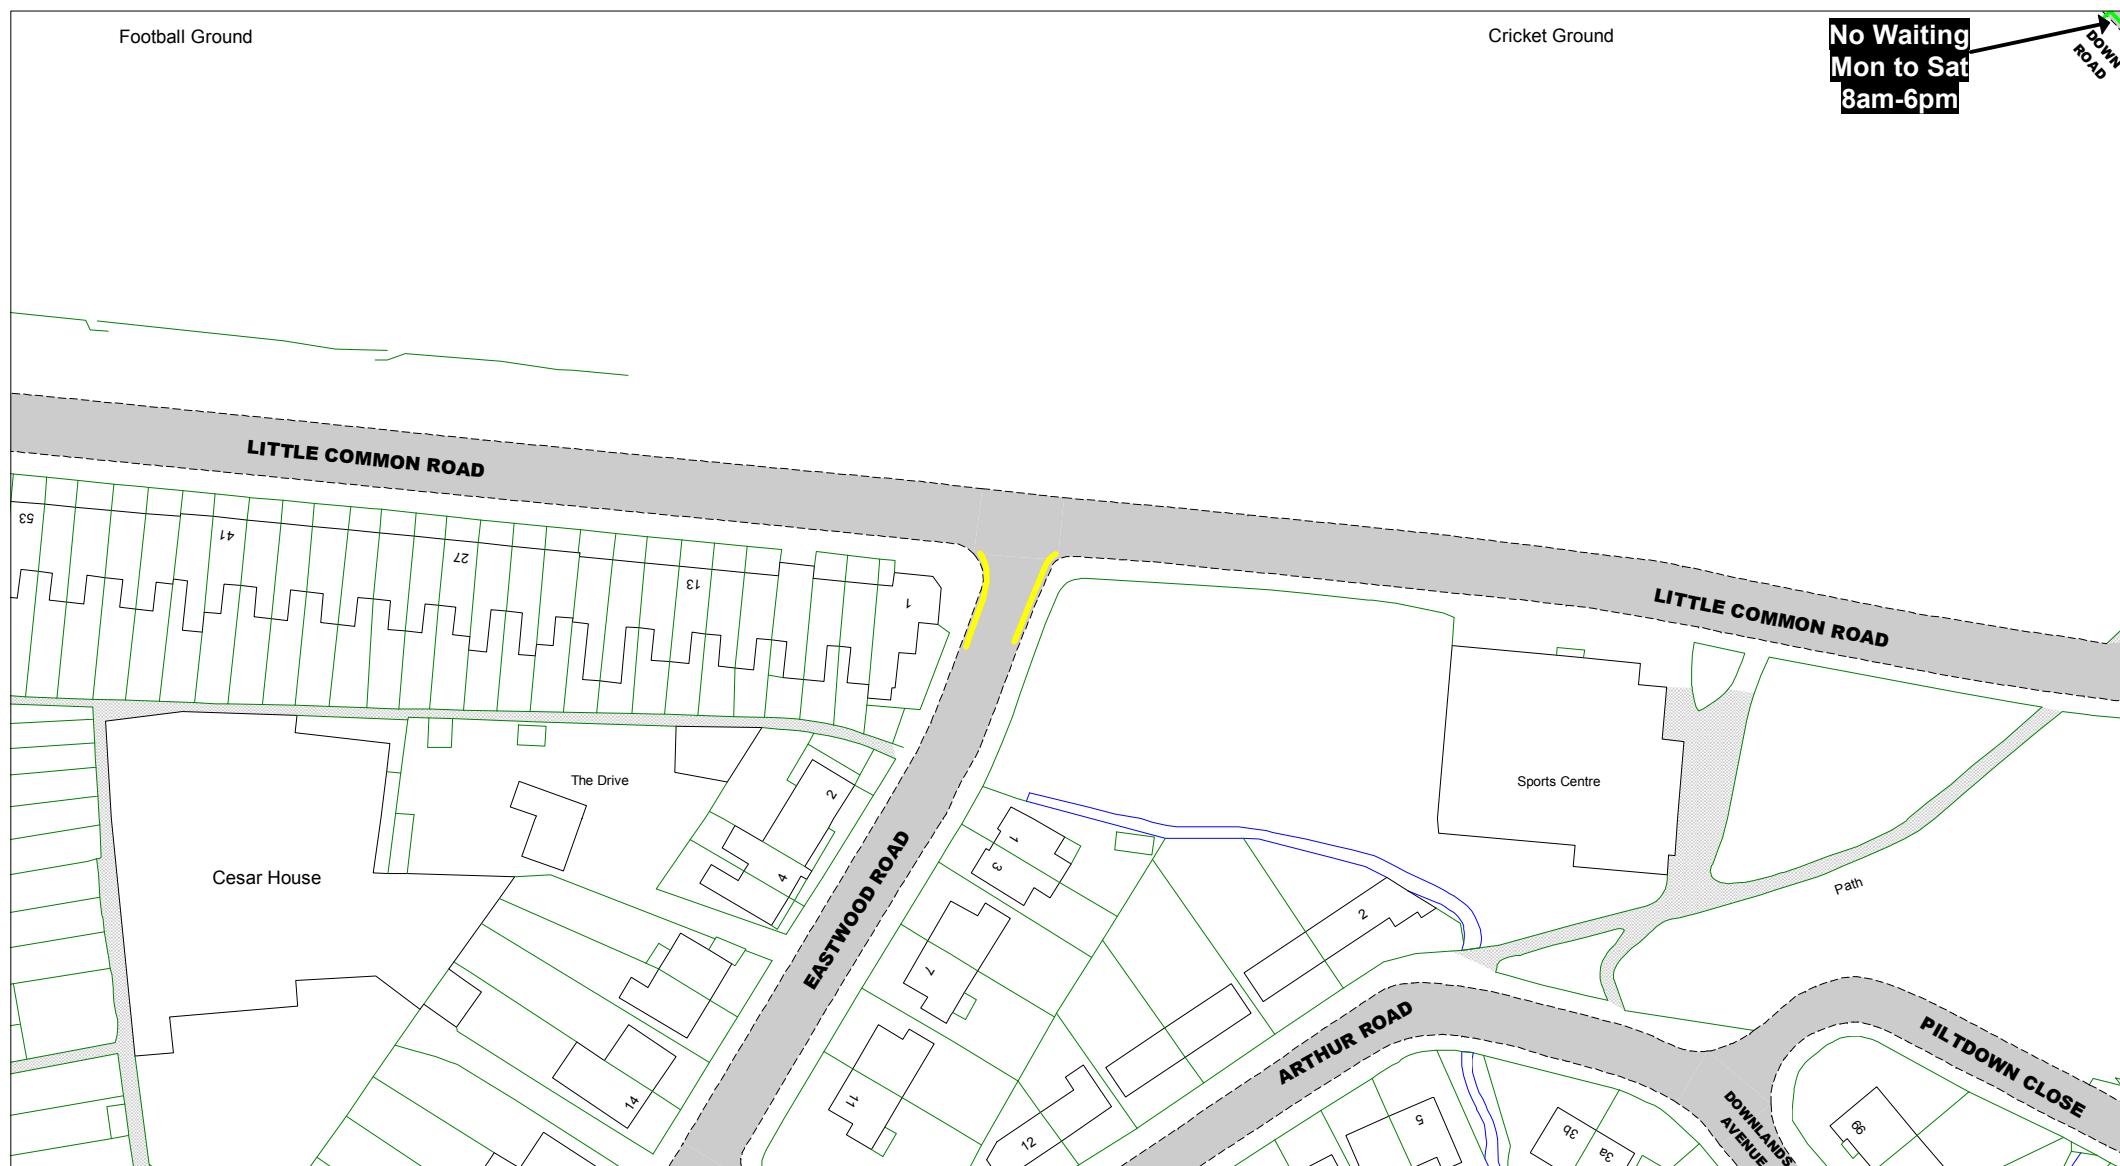 Football Ground
Cricket Ground
No Waiting
Mon to Sat
8am-6pm
DOWN
ROAD
LITTLE COMMON ROAD
53
41
27
13
1
LITTLE COMMON ROAD
The Drive
Sports Centre
2
4
1
3
Cesar House
EASTWOOD ROAD
Path
2
7
14
11
12
ARTHUR ROAD
PILTDOWN CLOSE
DOWNLANDS
AVENUE
5
3b
3a
99